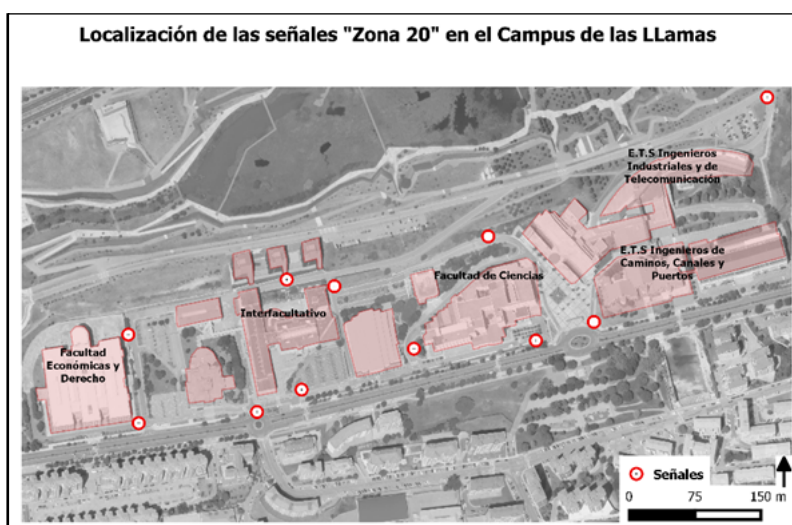 Localización de las señales "Zona 20" en el Campus de las LLamas
E.T.S Ingenieros
Industriales y de
Telecomunicación
E.T.S Ingenieros de
Caminos, Canales y
Puertos
Facultad de Ciencias
Interfacultativo
Facultad
Económicas y
Derecho
Señales
0 75 150 m